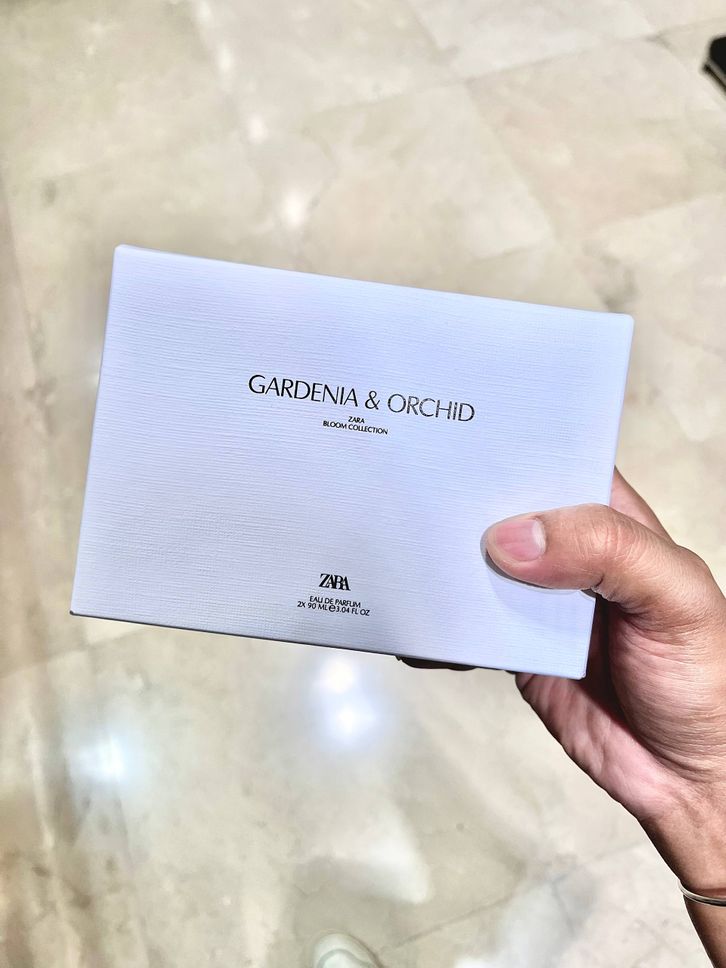 GARDENIA & ORCHID
ZARA
BLOOM COLLECTION
ZARA
EAU DE PARFUM
2X 90 ML ℮ 3.04 FL OZ